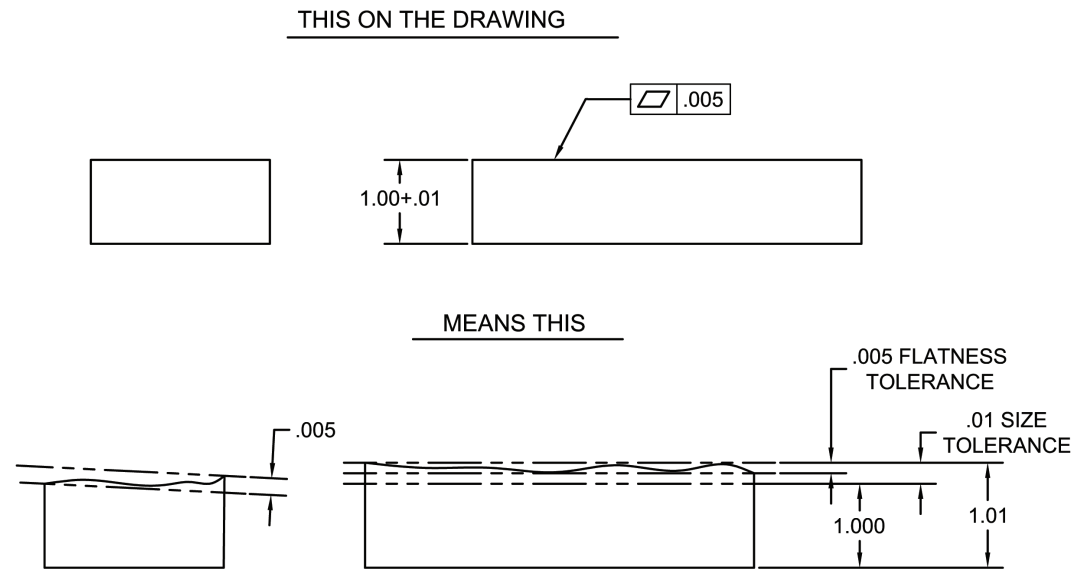 THIS ON THE DRAWING
.005
1.00+.01
MEANS THIS
.005 FLATNESS
TOLERANCE
.01 SIZE
TOLERANCE
.005
1.000
1.01